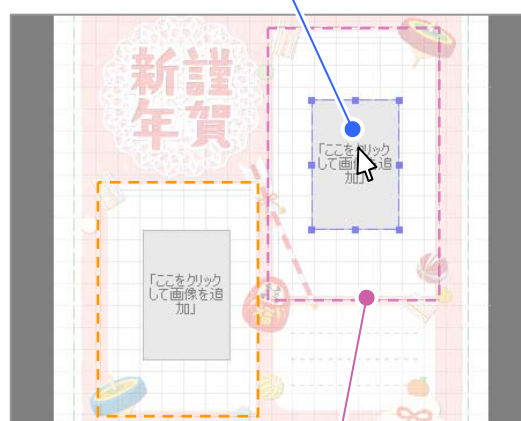 謹賀
新年
「ここをクリック
して画像を追
加」
「ここをクリック
して画像を追
加」